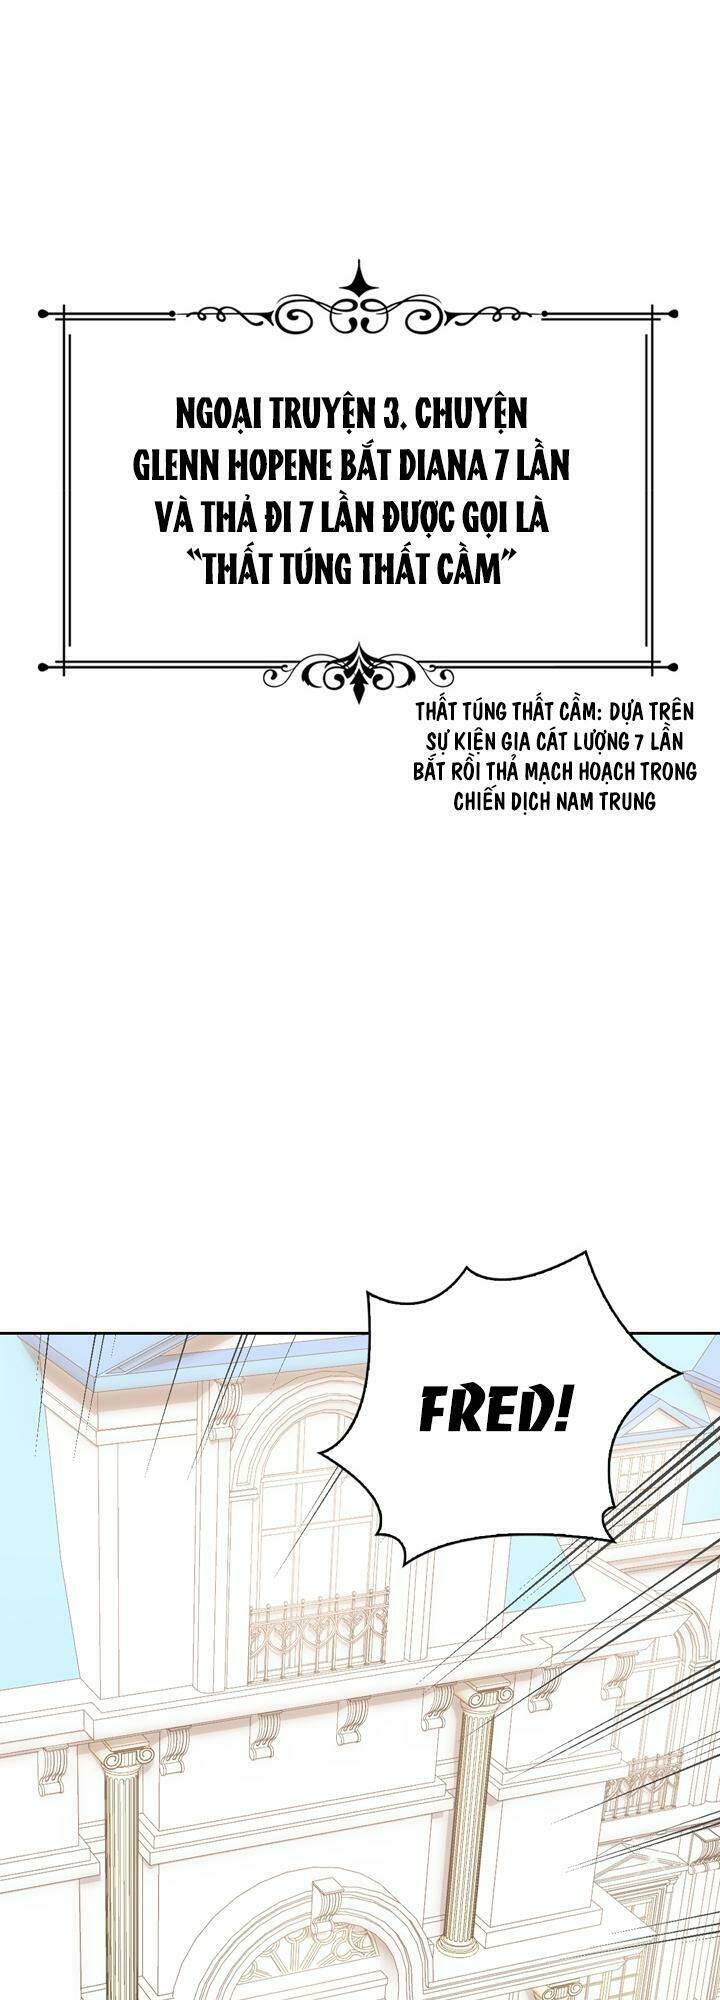 NGOẠI TRUYỆN 3. CHUYỆN
GLENN HOPENE BẮT DIANA 7 LẦN
VÀ THẢ ĐI 7 LẦN ĐƯỢC GỌI LÀ
“THẤT TÚNG THẤT CẦM”
THẤT TÚNG THẤT CẦM: DỰA TRÊN
SỰ KIỆN GIA CÁT LƯỢNG 7 LẦN
BẮT RỒI THẢ MẠCH HOẠCH TRONG
CHIẾN DỊCH NAM TRUNG
FRED!